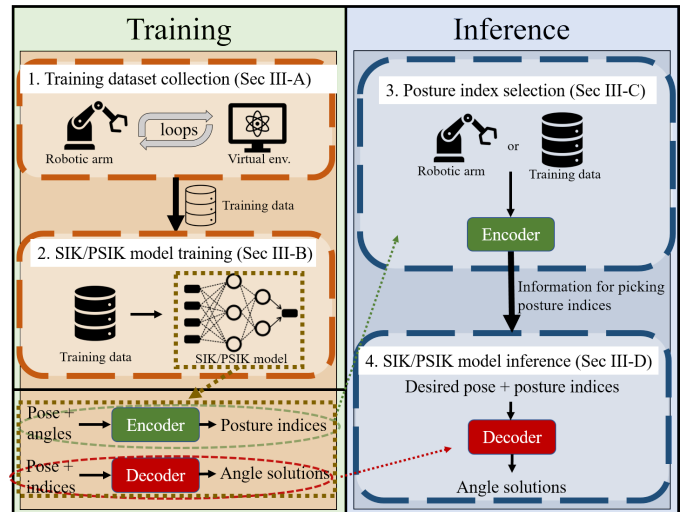 Training
1. Training dataset collection (Sec III-A)
loops
Robotic arm
Virtual env.
Training data
2. SIK/PSIK model training (Sec III-B)
Training data
SIK/PSIK model
Pose +
angles
Encoder
Posture indices
Pose +
indices
Decoder
Angle solutions
Inference
3. Posture index selection (Sec III-C)
or
Robotic arm
Training data
Encoder
Information for picking
posture indices
4. SIK/PSIK model inference (Sec III-D)
Desired pose + posture indices
Decoder
Angle solutions